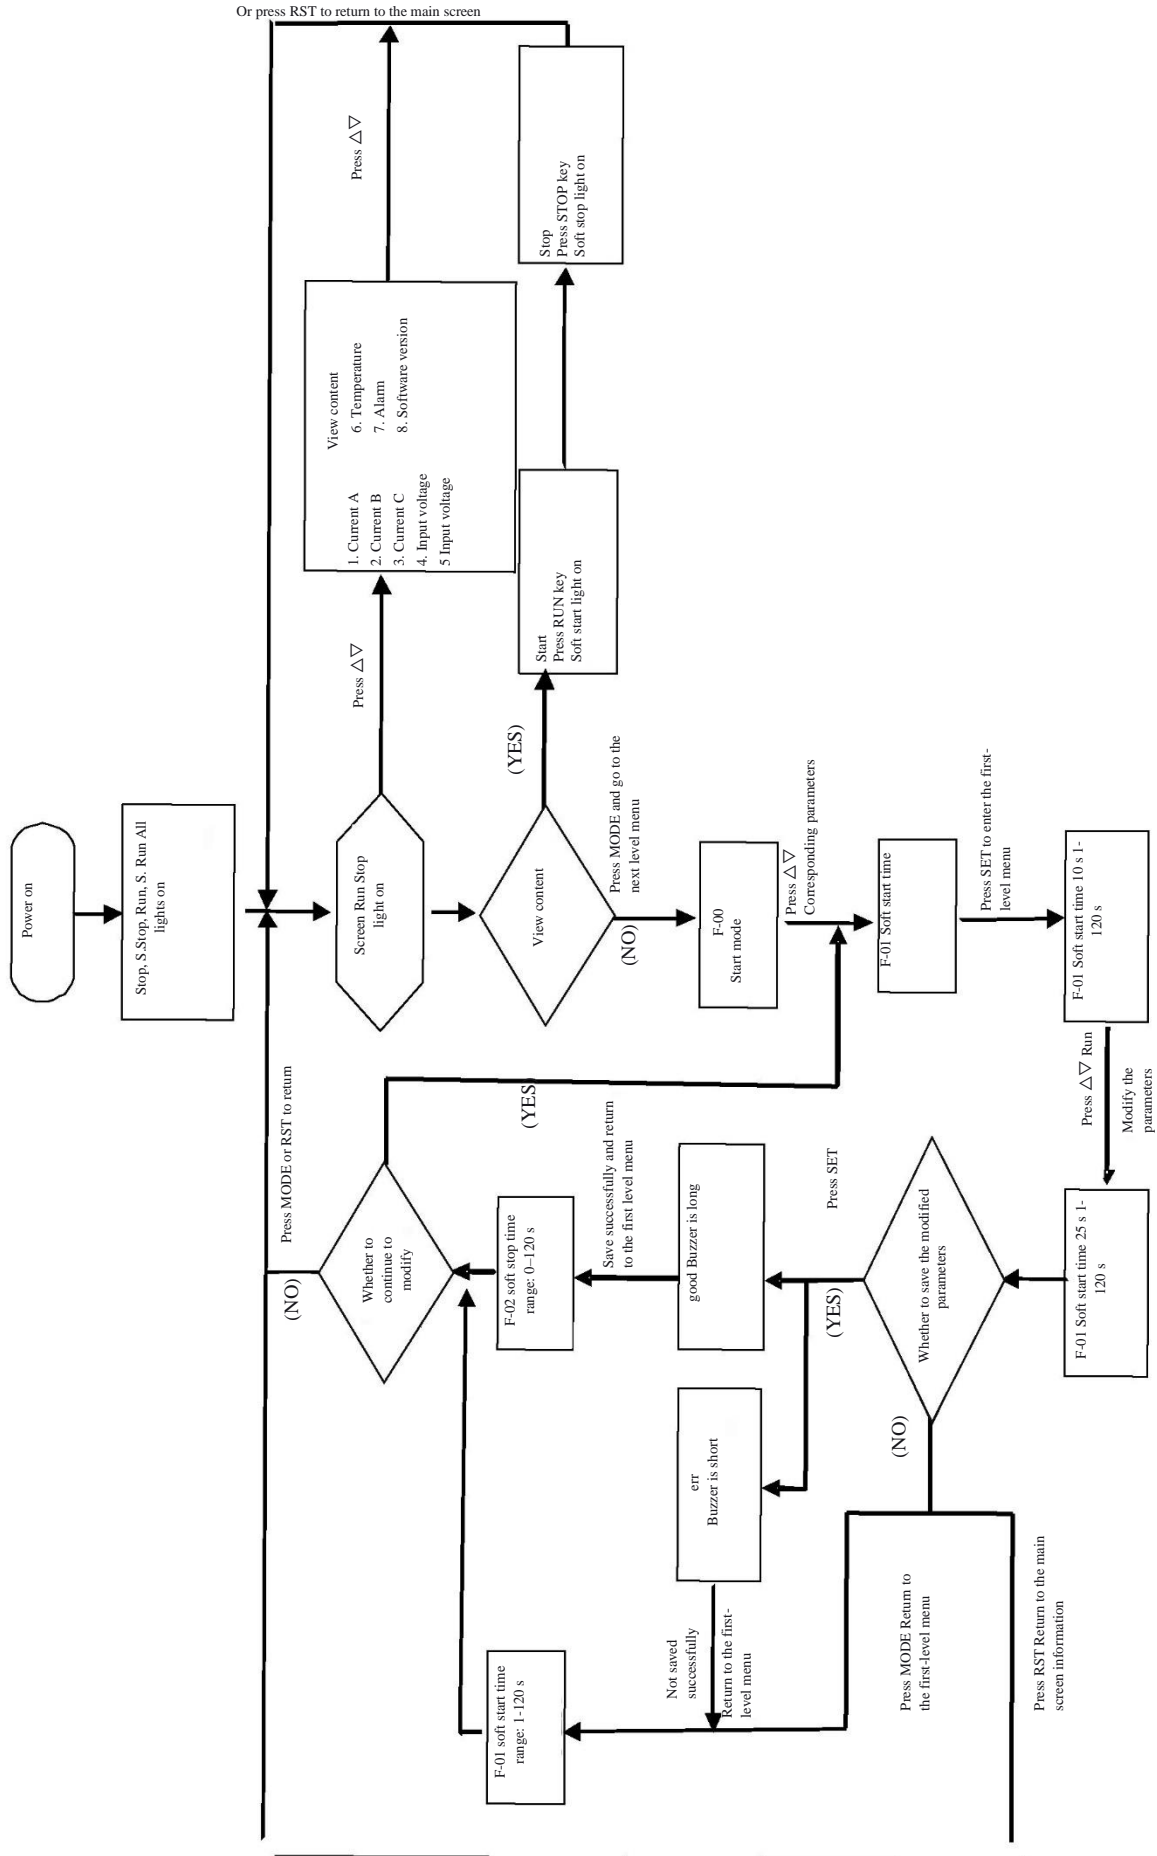 Or press RST to return to the main screen
Power on
Stop, S.Stop, Run, S. Run All
lights on
Screen Run Stop
light on
Press △▽
View content
1. Current A
2. Current B
3. Current C
4. Input voltage
5 Input voltage
6. Temperature
7. Alarm
8. Software version
Press △▽
View content
(YES)
Start
Press RUN key
Soft start light on
Stop
Press STOP key
Soft stop light on
(NO)
Press MODE and go to the
next level menu
F-00
Start mode
Press △▽
Corresponding parameters
F-01 Soft start time
Press SET to enter the first-
level menu
F-01 Soft start time 10 s 1-
120 s
Press △▽ Run
Modify the
parameters
F-01 Soft start time 25 s 1-
120 s
Whether to save the modified
parameters
Press SET
(YES)
good Buzzer is long
Save successfully and return
to the first level menu
F-02 soft stop time
range: 0–120 s
Whether to
continue to
modify
(YES
(NO)
Press MODE or RST to return
err
Buzzer is short
Not saved
successfully
Return to the first-
level menu
F-01 soft start time
range: 1-120 s
(NO)
Press MODE Return to
the first-level menu
Press RST Return to the main
screen information